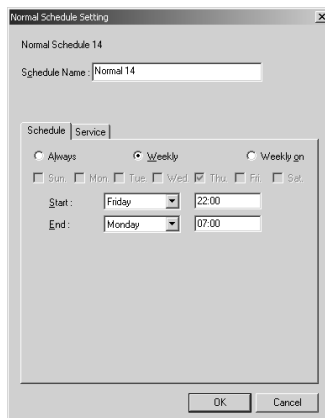 Normal Schedule Setting
Normal Schedule 14
Schedule Name : Normal 14
Schedule Service
Always Weekly Weekly on
Sun. Mon. Tue. Wed. Thu. Fri. Sat.
Start : Friday 22:00
End : Monday 07:00
OK Cancel